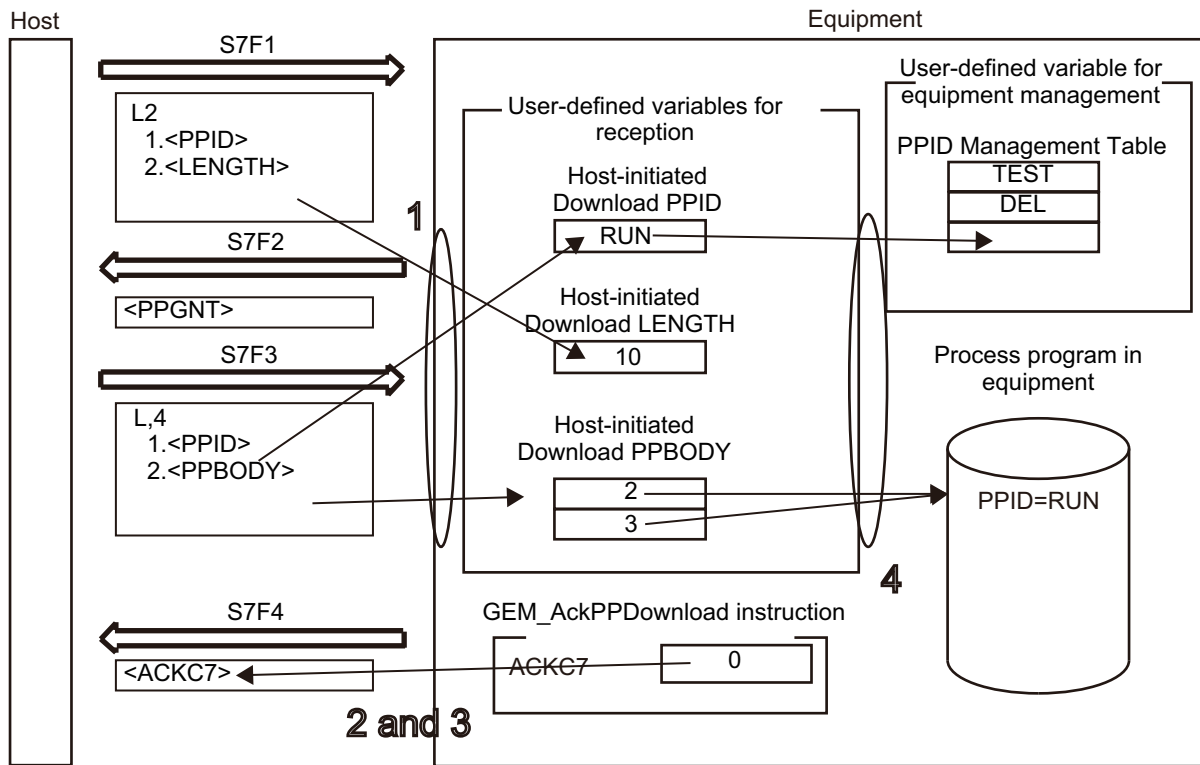 Host
Equipment
S7F1
L2
1.<PPID>
2.<LENGTH>
1
S7F2
<PPGNT>
S7F3
L,4
1.<PPID>
2.<PPBODY>
S7F4
<ACKC7>
2 and 3
User-defined variables for
reception
Host-initiated
Download PPID
RUN
Host-initiated
Download LENGTH
10
Host-initiated
Download PPBODY
2
3
4
GEM_AckPPDownload instruction
ACKC7
0
User-defined variable for
equipment management
PPID Management Table
TEST
DEL
Process program in
equipment
PPID=RUN